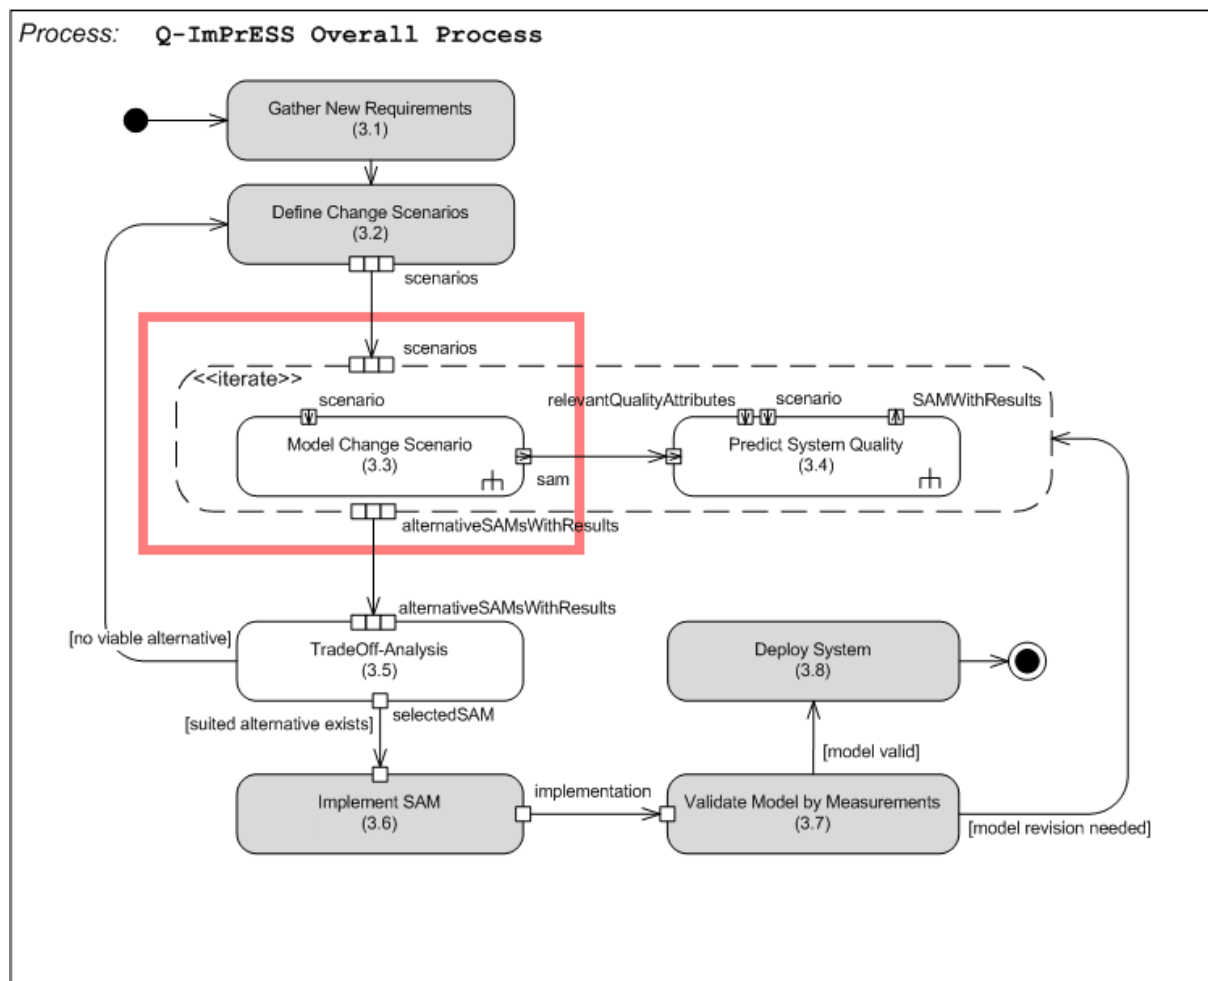 Process: Q-ImPrESS Overall Process
Gather New Requirements
(3.1)
Define Change Scenarios
(3.2)
scenarios
scenarios
<<iterate>>
scenario
relevantQualityAttributes
scenario
SAMWithResults
Model Change Scenario
(3.3)
Predict System Quality
(3.4)
sam
alternativeSAMsWithResults
alternativeSAMsWithResults
[no viable alternative]
TradeOff-Analysis
(3.5)
Deploy System
(3.8)
selectedSAM
[suited alternative exists]
[model valid]
Implement SAM
(3.6)
implementation
Validate Model by Measurements
(3.7)
[model revision needed]